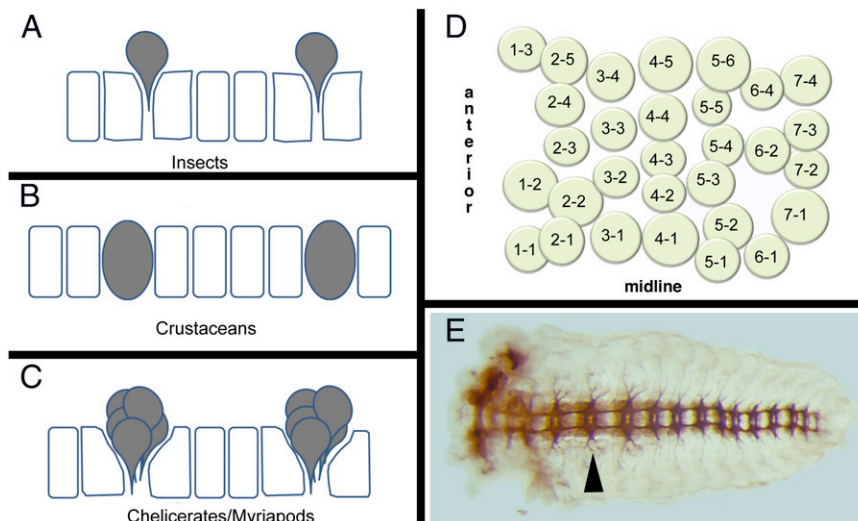 A
Insects
B
Crustaceans
C
Chelicerates/Myriapods
D
anterior
1-3 2-5 3-4 4-5 5-6 6-4 7-4
2-4 3-3 4-4 5-5 7-3
2-3 4-3 5-4 6-2 7-2
1-2 2-2 3-2 4-2 5-3 7-1
1-1 2-1 3-1 4-1 5-2 5-1 6-1
midline
E